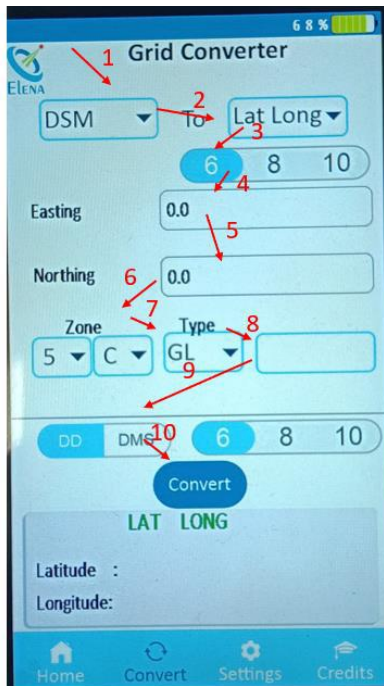 68%
1
Grid Converter
ELENA
2
DSM To Lat Long
3
6 8 10
4
Easting 0.0
5
Northing 0.0
6
7
Zone Type
8
5 C GL
9
DD DMS 10 6 8 10
Convert
LAT LONG
Latitude :
Longitude:
Home Convert Settings Credits